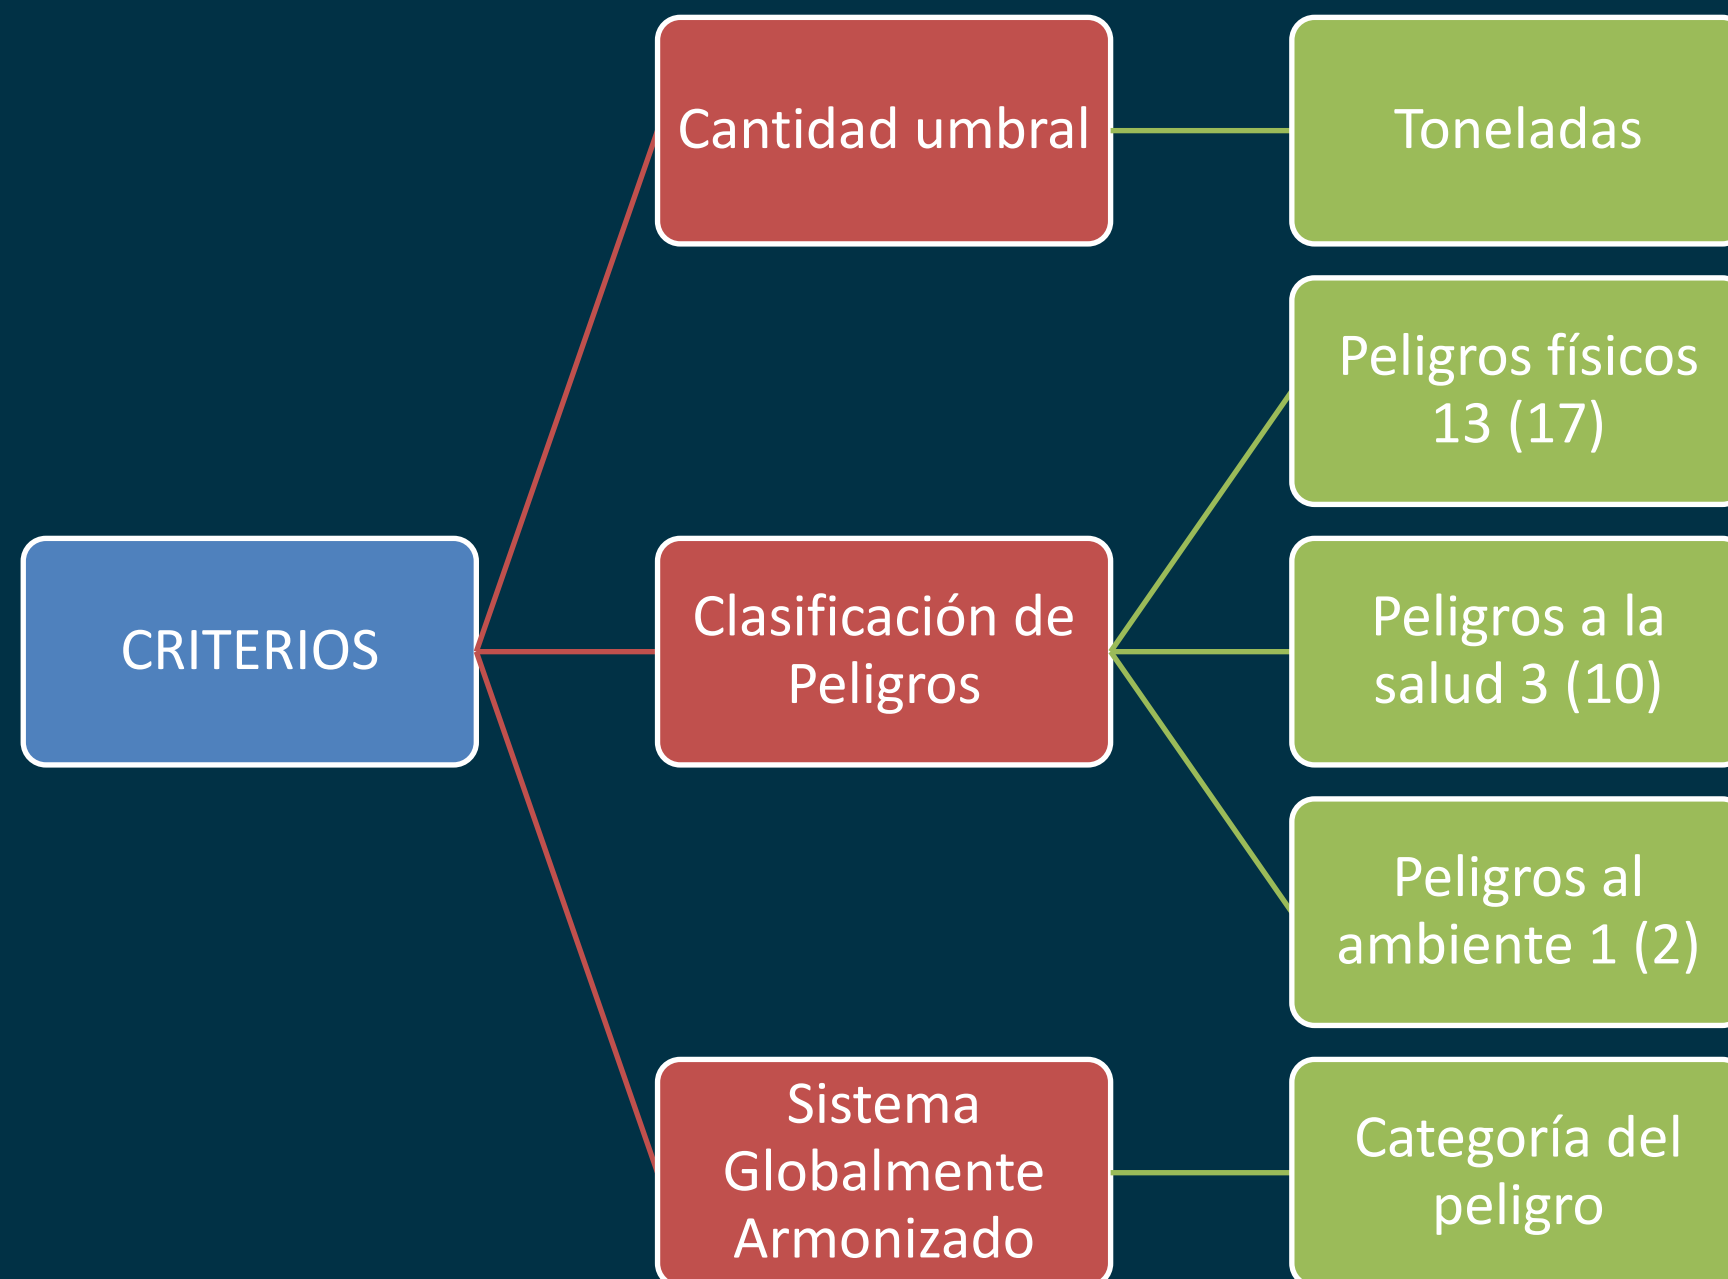 CRITERIOS
Cantidad umbral
Toneladas
Clasificación de
Peligros
Peligros físicos
13 (17)
Peligros a la
salud 3 (10)
Peligros al
ambiente 1 (2)
Sistema
Globalmente
Armonizado
Categoría del
peligro